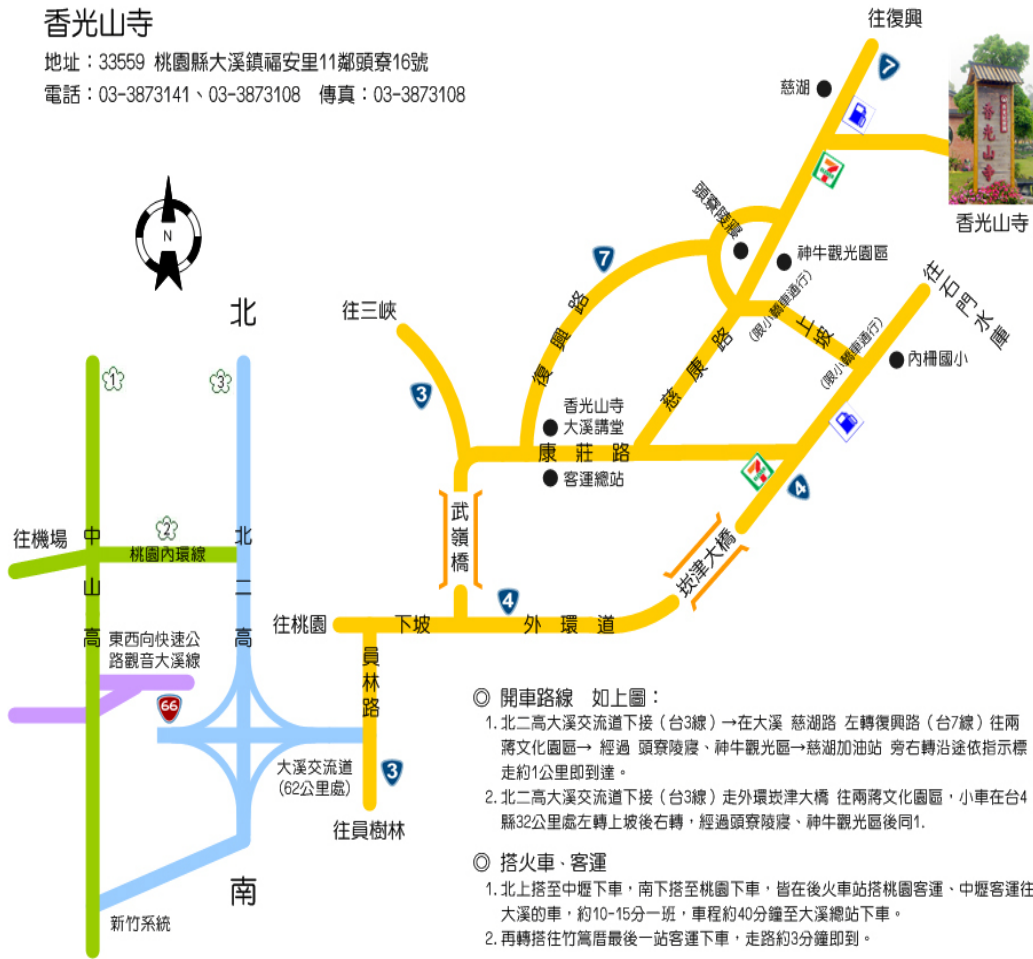 香光山寺
地址：33559 桃園縣大溪鎮福安里11鄰頭寮16號
電話：03-3873141、03-3873108 傳真：03-3873108
往復興
7
慈湖
7
香光山寺
香光山寺
頭寮陵寢
神牛觀光園區
7
往石門水庫
N
北
往三峽
復興路
慈康路
(限小轎車通行)
上坡
(限小轎車通行)
內柵國小
1
3
3
香光山寺
大溪講堂
康莊路
客運總站
7
4
武嶺橋
崁津大橋
往機場
中山高
2
桃園內環線
北二高
4
往桃園
下坡
外環道
東西向快速公
路觀音大溪線
員林路
66
大溪交流道
(62公里處)
3
往員樹林
南
新竹系統
◎ 開車路線 如上圖：
1. 北二高大溪交流道下接（台3線）→在大溪 慈湖路 左轉復興路（台7線）往兩
蔣文化園區→ 經過 頭寮陵寢、神牛觀光區→慈湖加油站 旁右轉沿途依指示標
走約1公里即到達。
2. 北二高大溪交流道下接（台3線）走外環崁津大橋 往兩蔣文化園區，小車在台4
縣32公里處左轉上坡後右轉，經過頭寮陵寢、神牛觀光區後同1.
◎ 搭火車、客運
1. 北上搭至中壢下車，南下搭至桃園下車，皆在後火車站搭桃園客運、中壢客運往
大溪的車，約10-15分一班，車程約40分鐘至大溪總站下車。
2. 再轉搭往竹篙厝最後一站客運下車，走路約3分鐘即到。